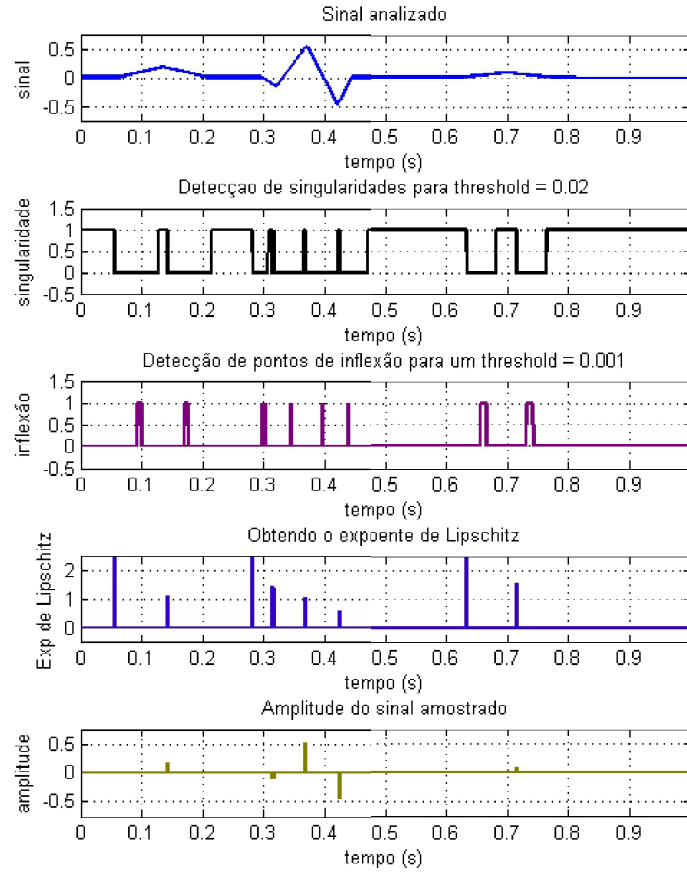 Sinal analizado
0.5
0
-0.5
sinal
0 0.1 0.2 0.3 0.4 0.5 0.6 0.7 0.8 0.9
tempo (s)
Detecçao de singularidades para threshold = 0.02
1.5
1
0.5
0
-0.5
singularidade
0 0.1 0.2 0.3 0.4 0.5 0.6 0.7 0.8 0.9
tempo (s)
Detecção de pontos de inflexão para um threshold = 0.001
1.5
1
0.5
0
-0.5
inflexão
0 0.1 0.2 0.3 0.4 0.5 0.6 0.7 0.8 0.9
tempo (s)
Obtendo o expoente de Lipschitz
2
1
0
Exp de Lipschitz
0 0.1 0.2 0.3 0.4 0.5 0.6 0.7 0.8 0.9
tempo (s)
Amplitude do sinal amostrado
0.5
0
-0.5
amplitude
0 0.1 0.2 0.3 0.4 0.5 0.6 0.7 0.8 0.9
tempo (s)